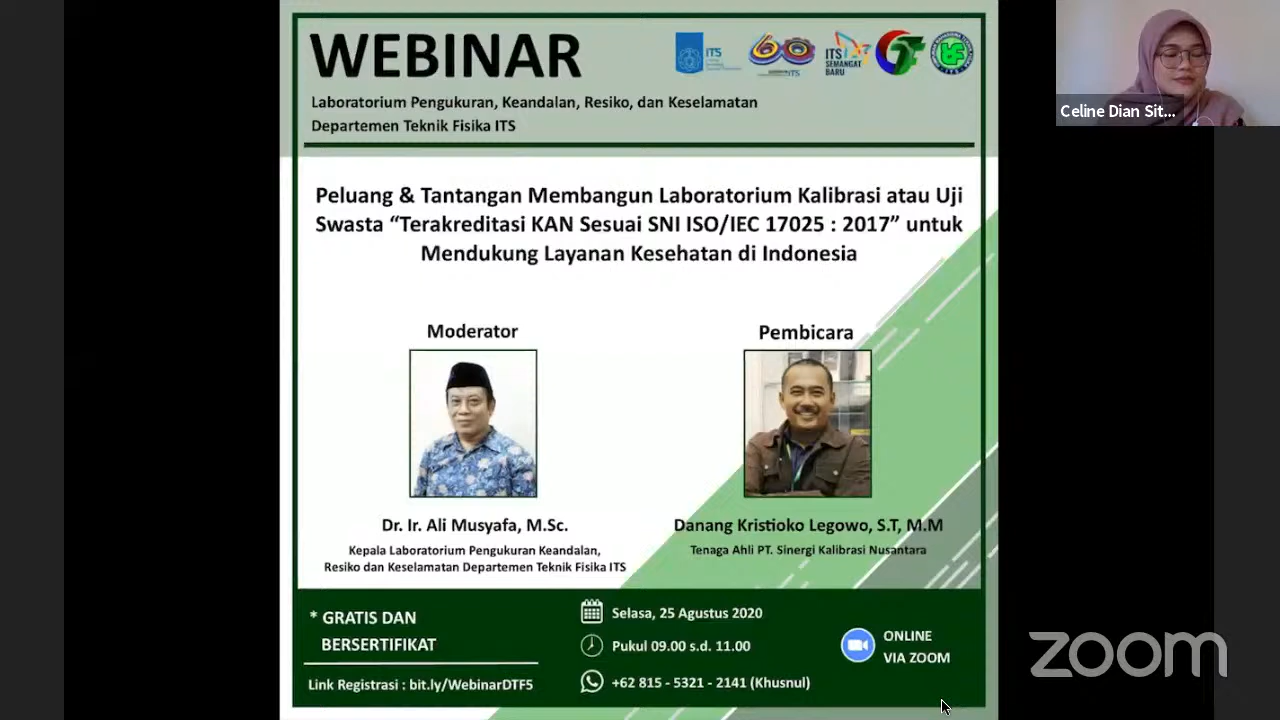 WEBINAR
ITS
60
ITS
SEMANGAT
BARU
Laboratorium Pengukuran, Keandalan, Resiko, dan Keselamatan
Departemen Teknik Fisika ITS
Celine Dian Sit...
Peluang & Tantangan Membangun Laboratorium Kalibrasi atau Uji
Swasta “Terakreditasi KAN Sesuai SNI ISO/IEC 17025 : 2017” untuk
Mendukung Layanan Kesehatan di Indonesia
Moderator
Pembicara
Dr. Ir. Ali Musyafa, M.Sc.
Kepala Laboratorium Pengukuran Keandalan,
Resiko dan Keselamatan Departemen Teknik Fisika ITS
Danang Kristioko Legowo, S.T, M.M
Tenaga Ahli PT. Sinergi Kalibrasi Nusantara
* GRATIS DAN
BERSERTIFIKAT
Link Registrasi : bit.ly/WebinarDTF5
Selasa, 25 Agustus 2020
Pukul 09.00 s.d. 11.00
+62 815 - 5321 - 2141 (Khusnul)
ONLINE
VIA ZOOM
zoom